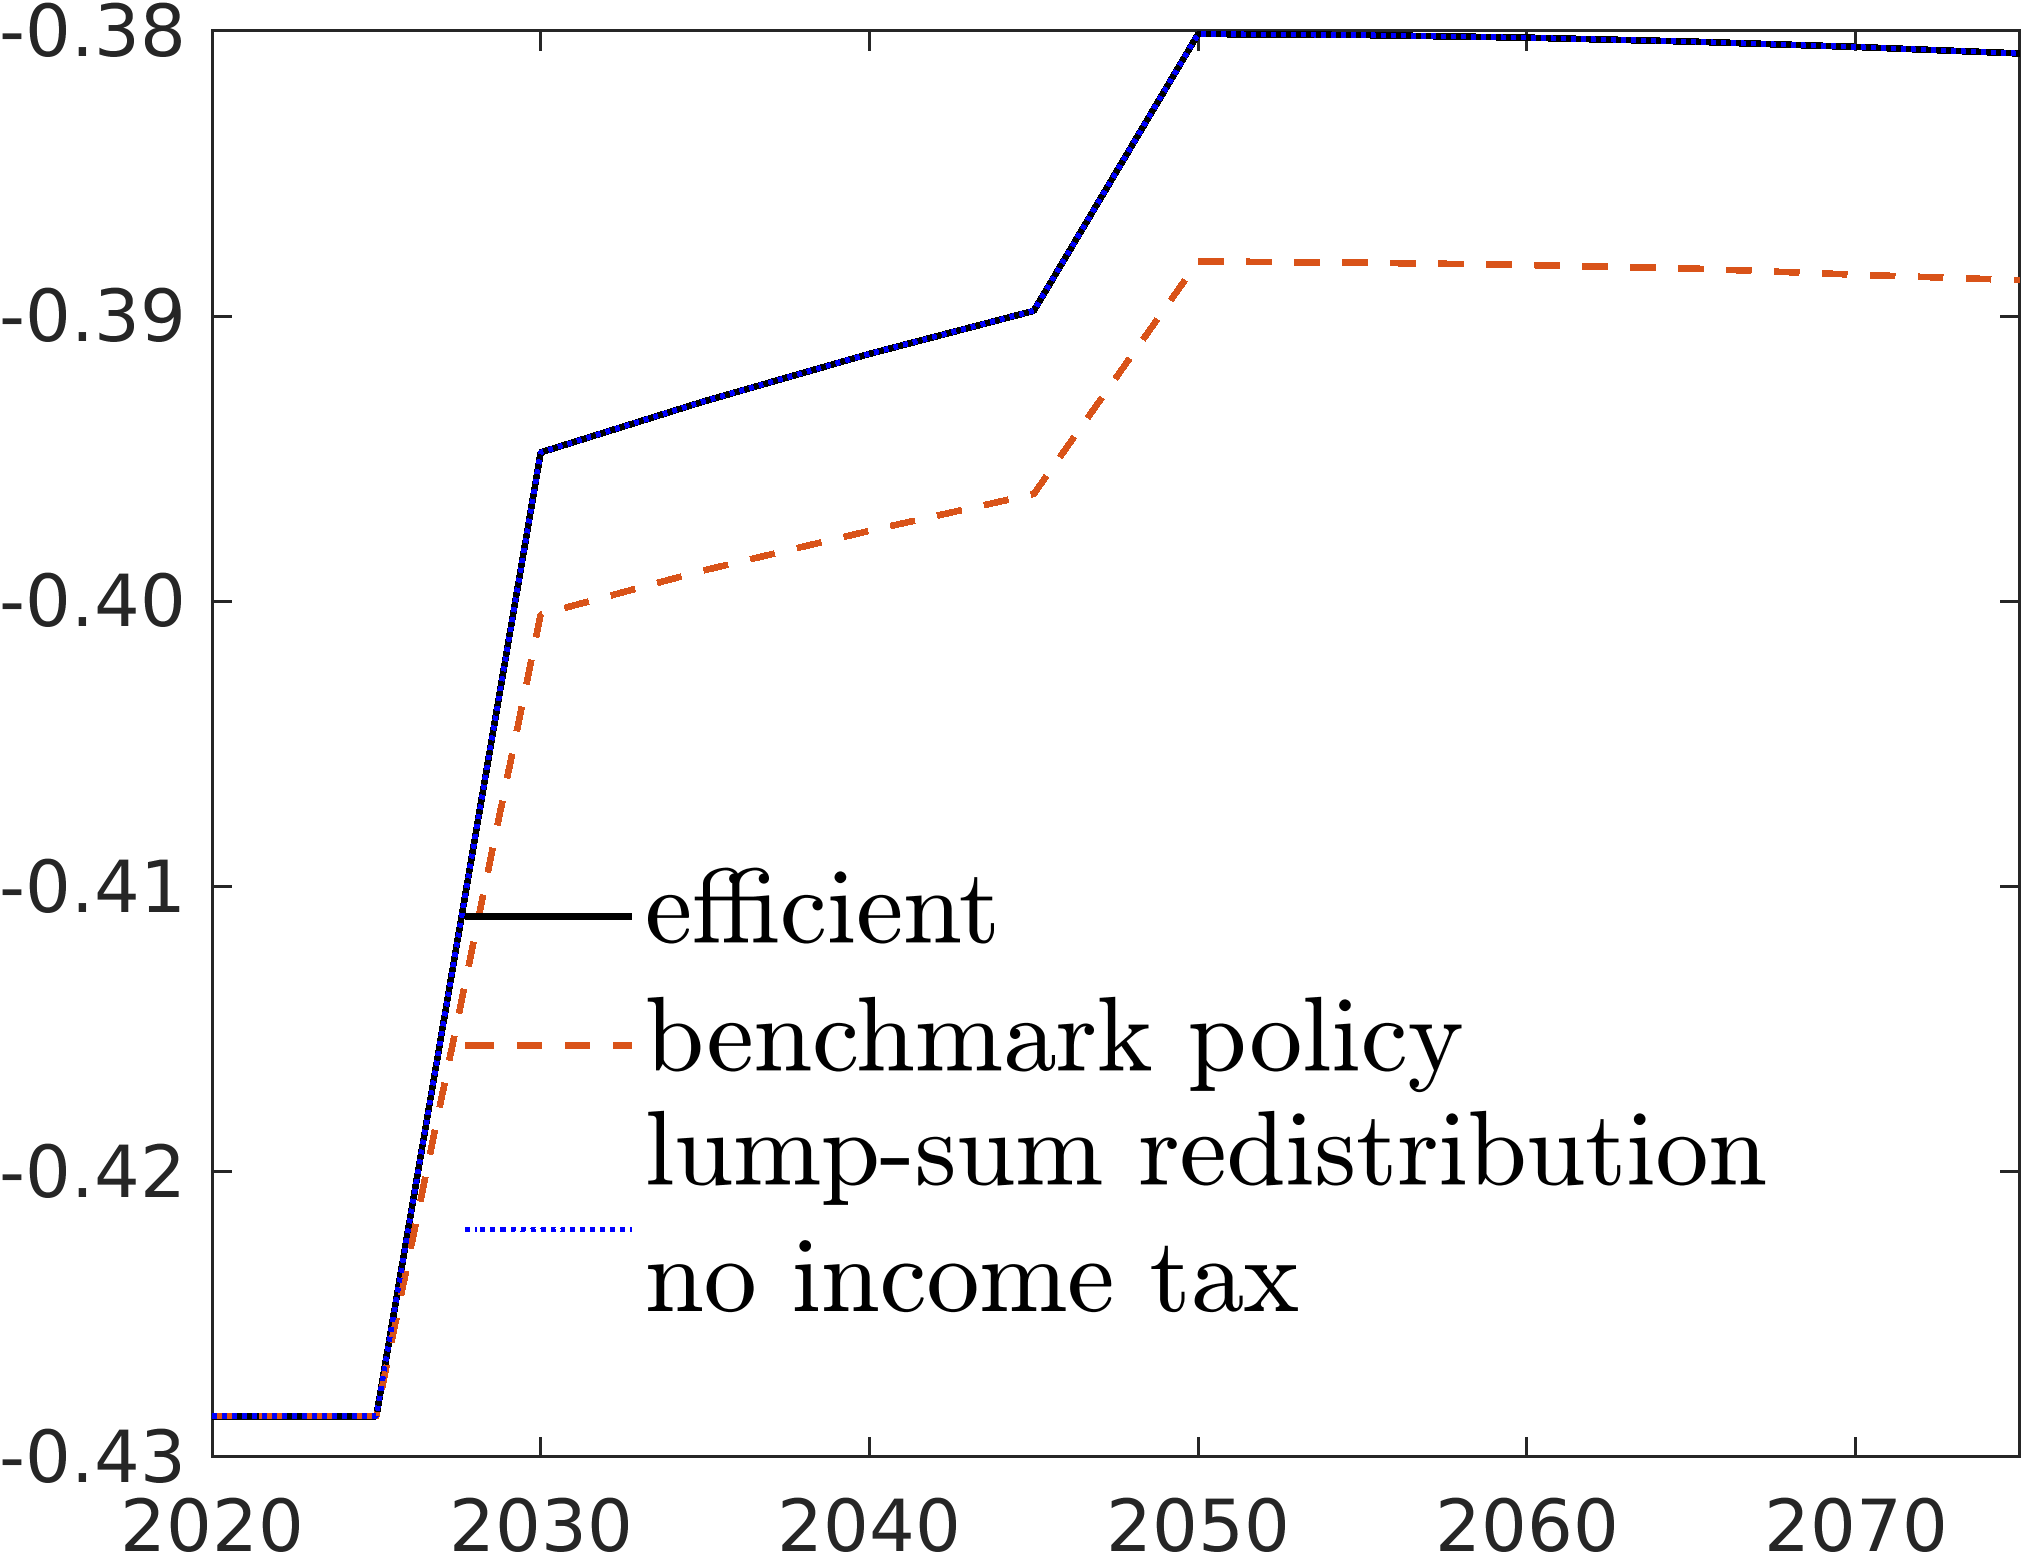 -0.38
-0.39
-0.40
-0.41
-0.42
-0.43
efficient
benchmark policy
lump-sum redistribution
no income tax
2020 2030 2040 2050 2060 2070